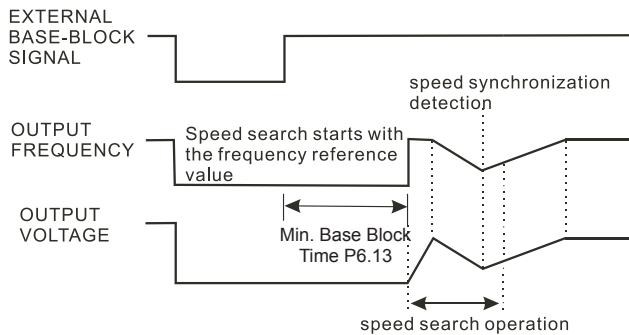 EXTERNAL
BASE-BLOCK
SIGNAL
speed synchronization
detection
OUTPUT
FREQUENCY
Speed search starts with
the frequency reference
value
OUTPUT
VOLTAGE
Min. Base Block
Time P6.13
speed search operation